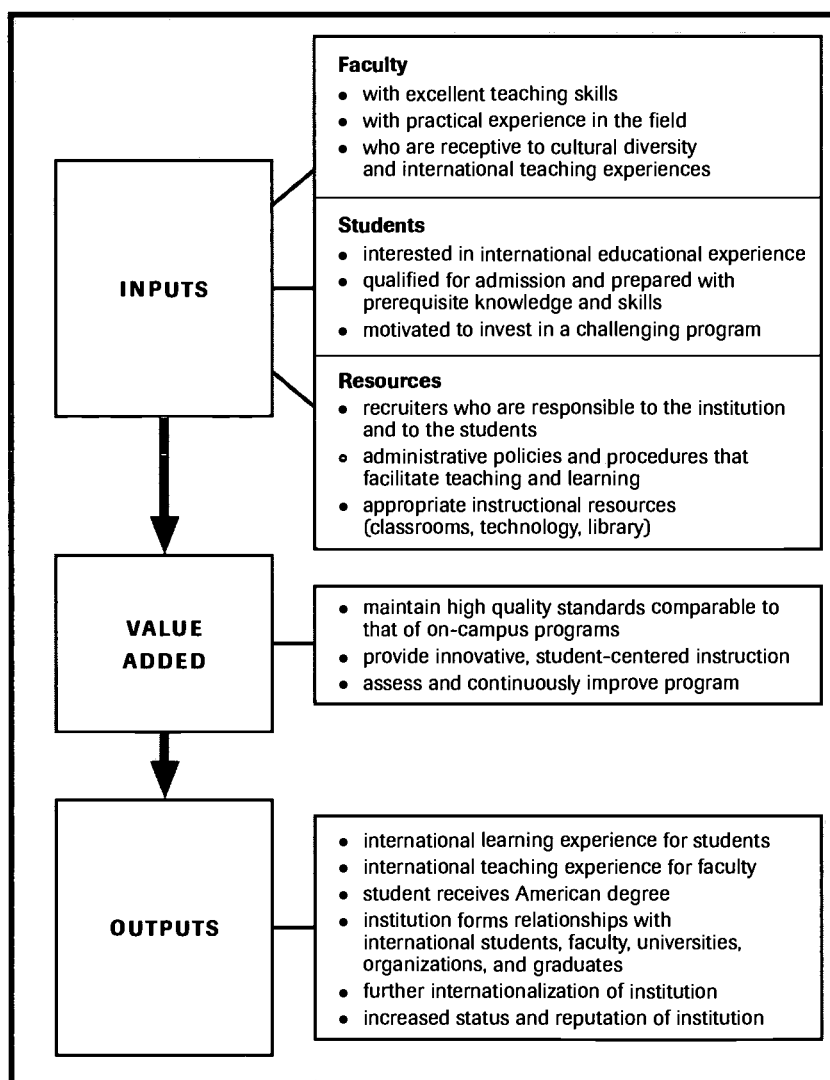 Faculty
• with excellent teaching skills
• with practical experience in the field
• who are receptive to cultural diversity
and international teaching experiences
INPUTS
Students
• interested in international educational experience
• qualified for admission and prepared with
prerequisite knowledge and skills
• motivated to invest in a challenging program
Resources
• recruiters who are responsible to the institution
and to the students
• administrative policies and procedures that
facilitate teaching and learning
• appropriate instructional resources
(classrooms, technology, library)
VALUE
ADDED
• maintain high quality standards comparable to
that of on-campus programs
• provide innovative, student-centered instruction
• assess and continuously improve program
OUTPUTS
• international learning experience for students
• international teaching experience for faculty
• student receives American degree
• institution forms relationships with
international students, faculty, universities,
organizations, and graduates
• further internationalization of institution
• increased status and reputation of institution